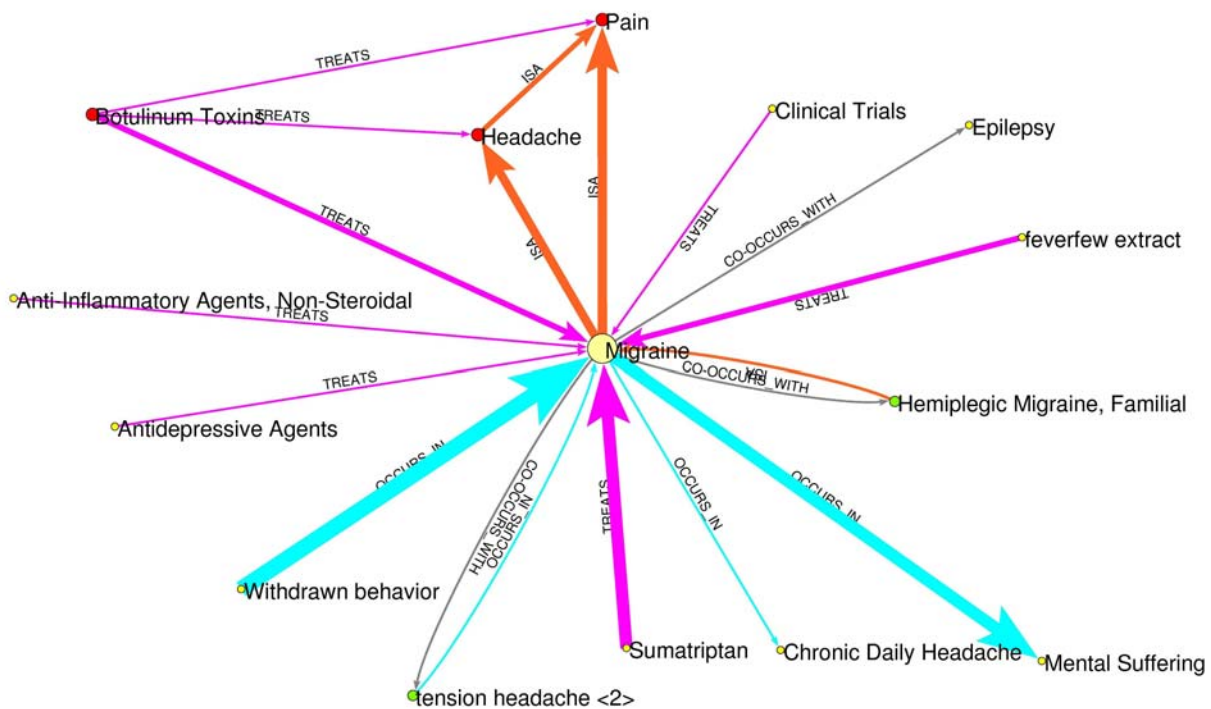 Pain
TREATS
ISA
Botulinum Toxins
TREATS
Headache
Clinical Trials
Epilepsy
ISA
TREATS
TREATS
ISA
CO-OCCURS_WITH
feverfew extract
Anti-Inflammatory Agents, Non-Steroidal
TREATS
TREATS
Migraine
CO-OCCURS_WITH
ISA
TREATS
Hemiplegic Migraine, Familial
Antidepressive Agents
OCCURS_IN
CO-OCCURS_WITH
OCCURS_IN
TREATS
OCCURS_IN
OCCURS_IN
Withdrawn behavior
Sumatriptan
Chronic Daily Headache
Mental Suffering
tension headache <2>